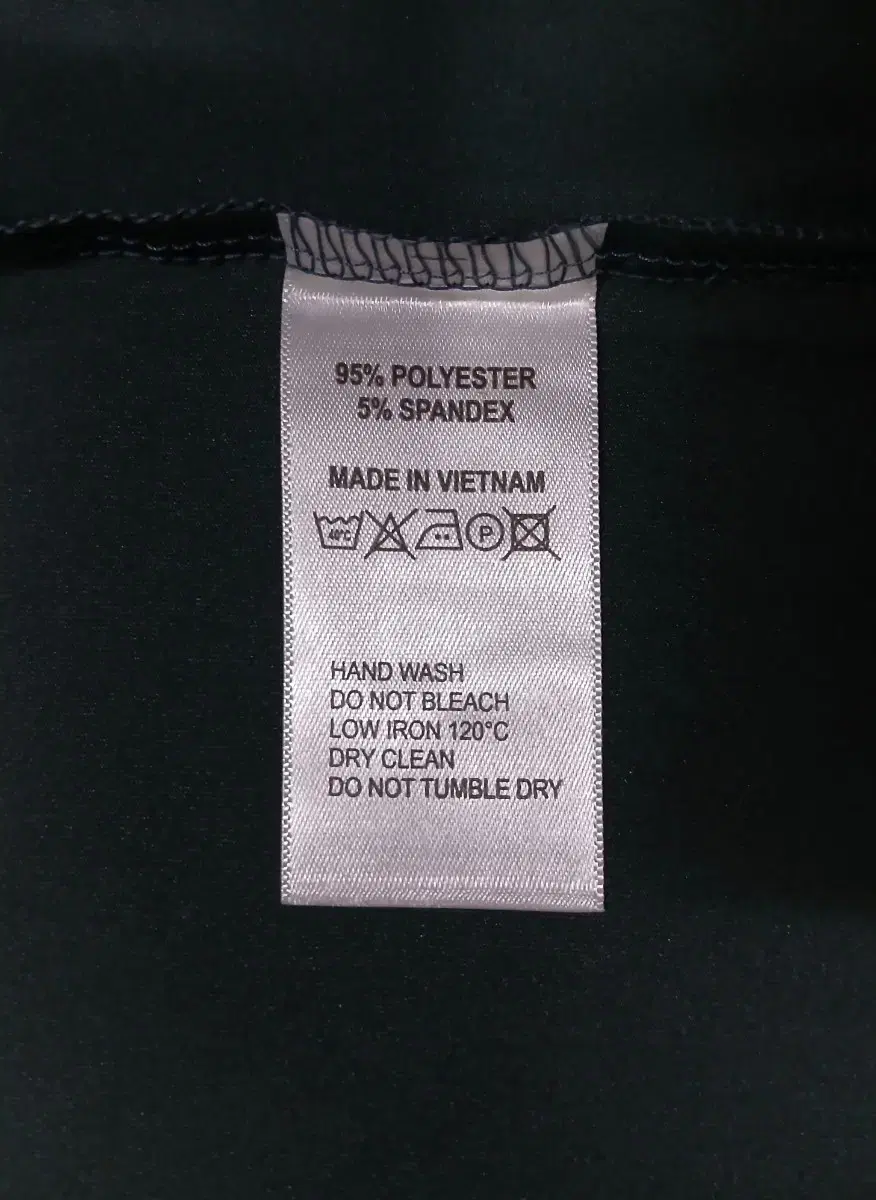 95% POLYESTER
5% SPANDEX
MADE IN VIETNAM
40°C P
HAND WASH
DO NOT BLEACH
LOW IRON 120°C
DRY CLEAN
DO NOT TUMBLE DRY